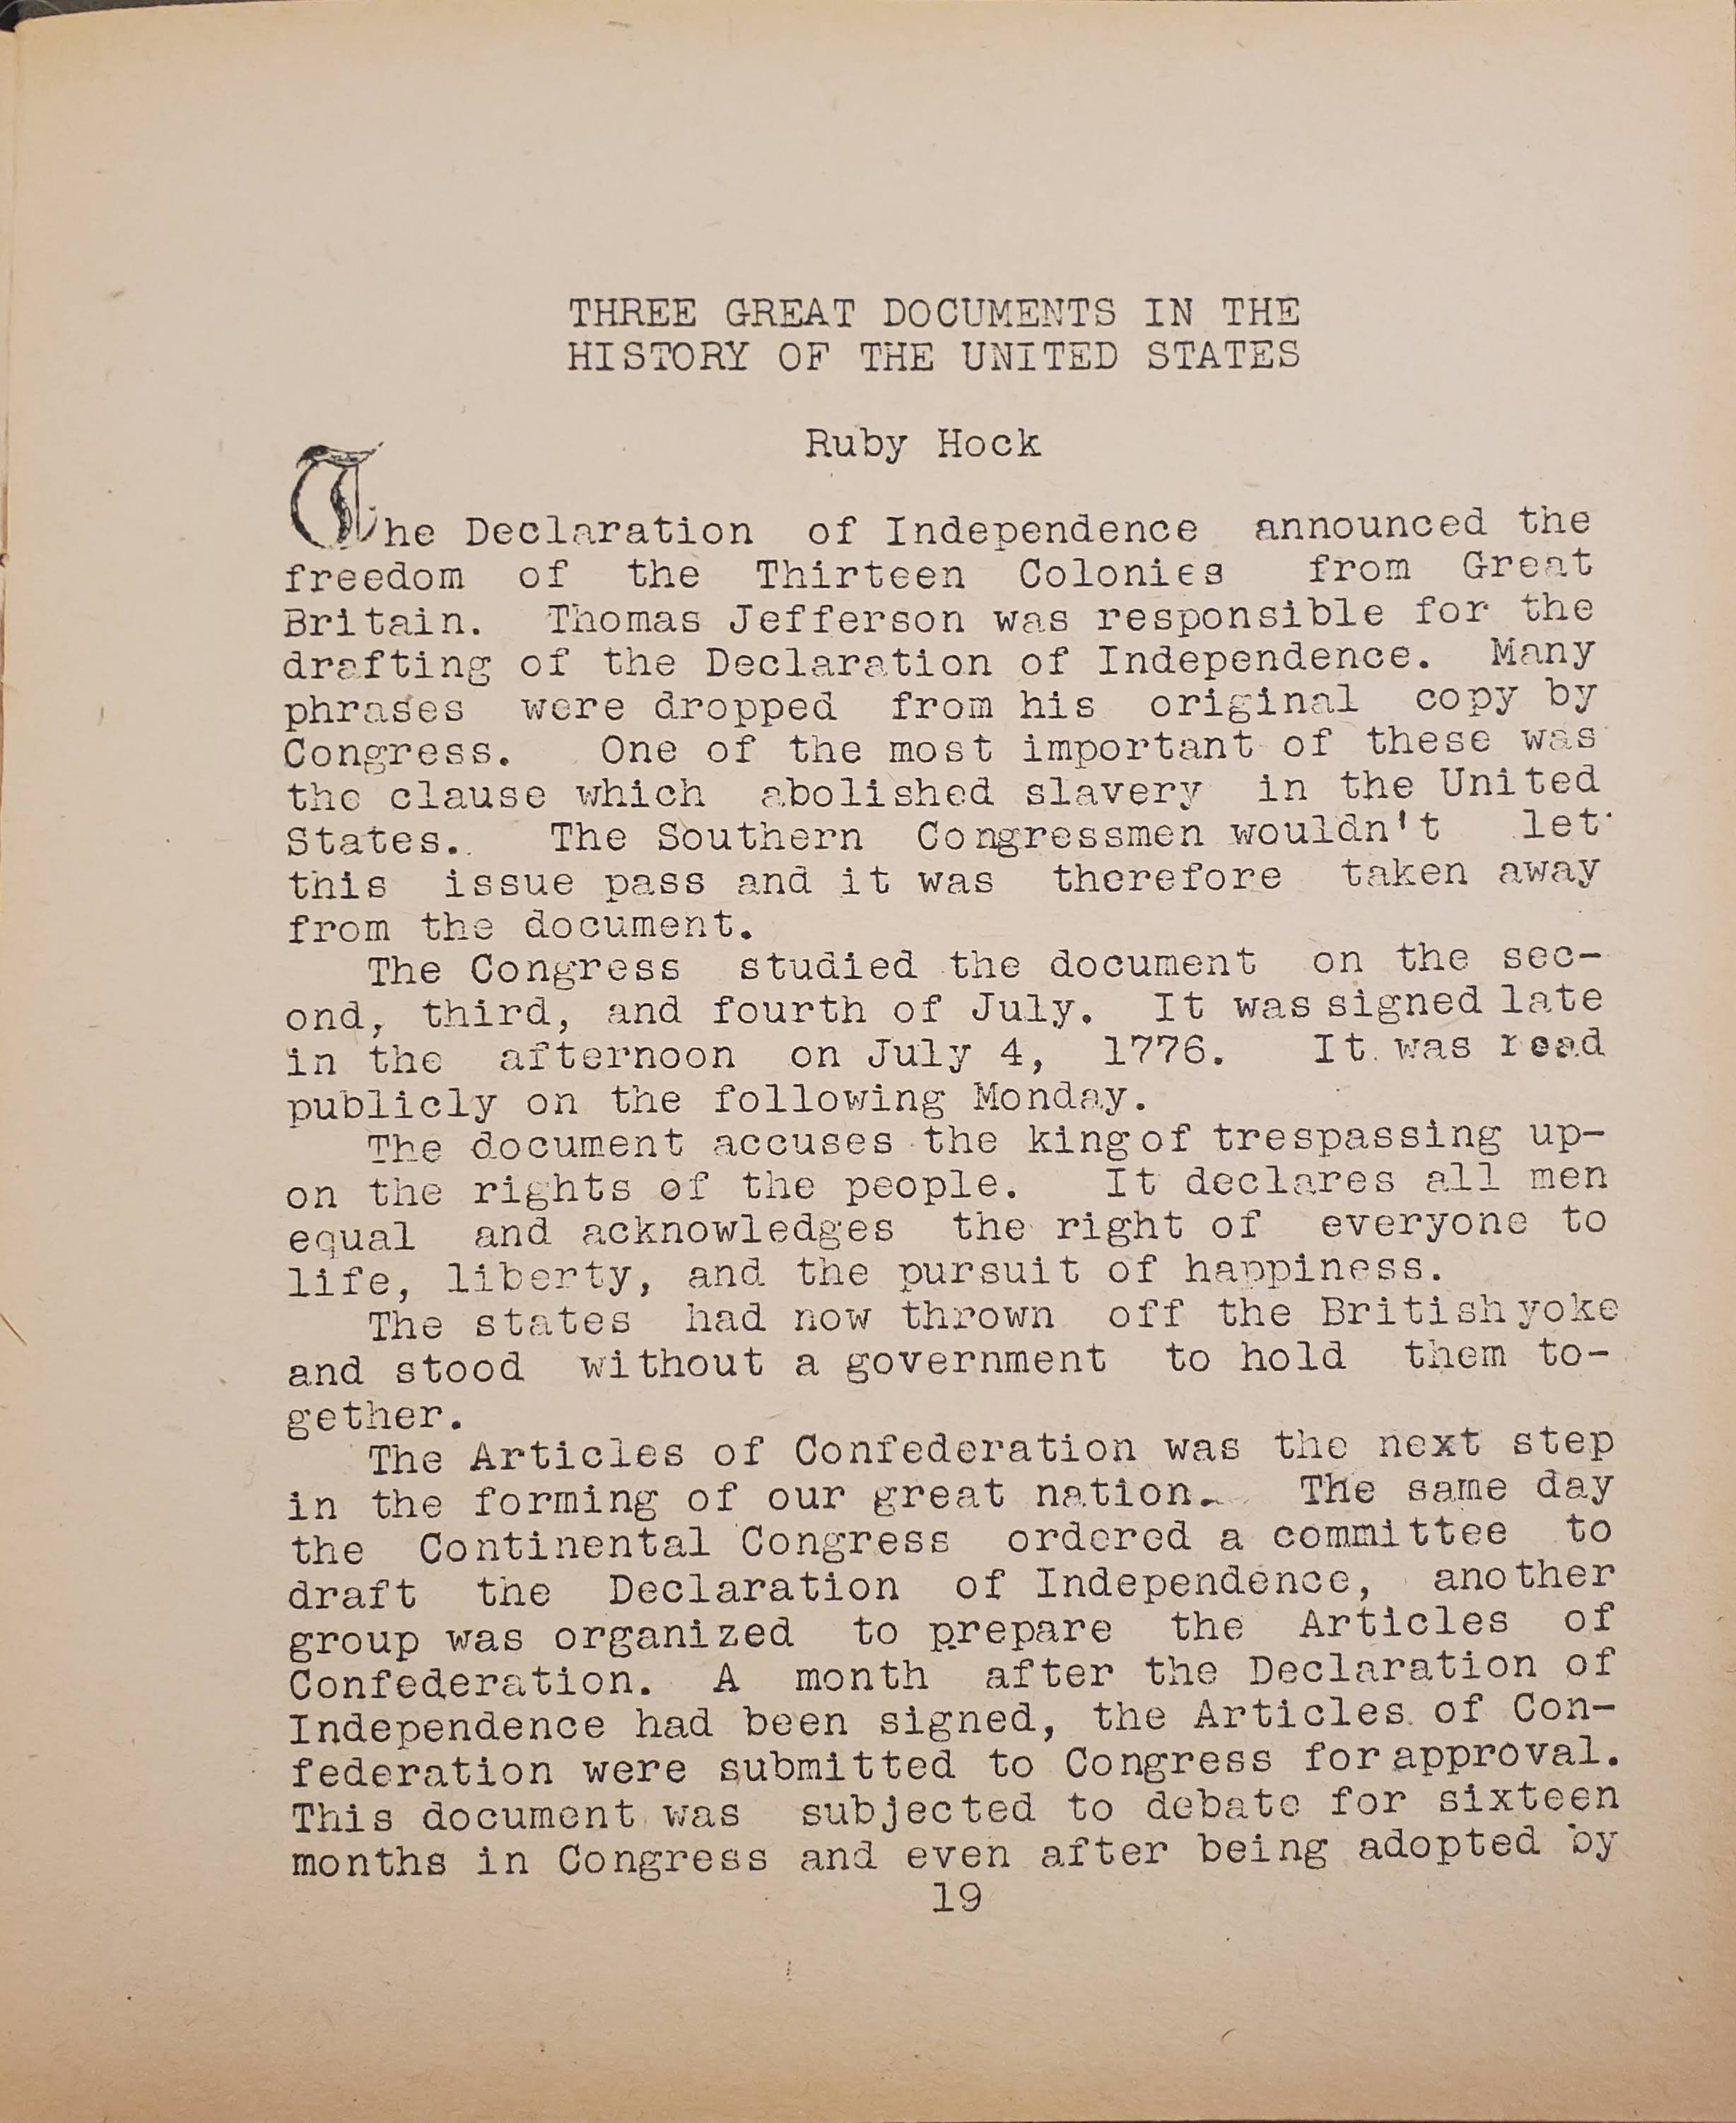 THREE GREAT DOCUMENTS IN THE
HISTORY OF THE UNITED STATES
Ruby Hock
The Declaration of Independence announced the
freedom of the Thirteen Colonies from Great
Britain. Thomas Jefferson was responsible for the
drafting of the Declaration of Independence. Many
phrases were dropped from his original copy by
Congress. One of the most important of these was
the clause which abolished slavery in the United
States. The Southern Congressmen wouldn't let
this issue pass and it was therefore taken away
from the document.
The Congress studied the document on the sec-
ond, third, and fourth of July. It was signed late
in the afternoon on July 4, 1776. It was read
publicly on the following Monday.
The document accuses the king of trespassing up-
on the rights of the people. It declares all men
equal and acknowledges the right of everyone to
life, liberty, and the pursuit of happiness.
The states had now thrown off the British yoke
and stood without a government to hold them to-
gether.
The Articles of Confederation was the next step
in the forming of our great nation. The same day
the Continental Congress ordered a committee to
draft the Declaration of Independence, another
group was organized to prepare the Articles of
Confederation. A month after the Declaration of
Independence had been signed, the Articles of Con-
federation were submitted to Congress for approval.
This document was subjected to debate for sixteen
months in Congress and even after being adopted by
19